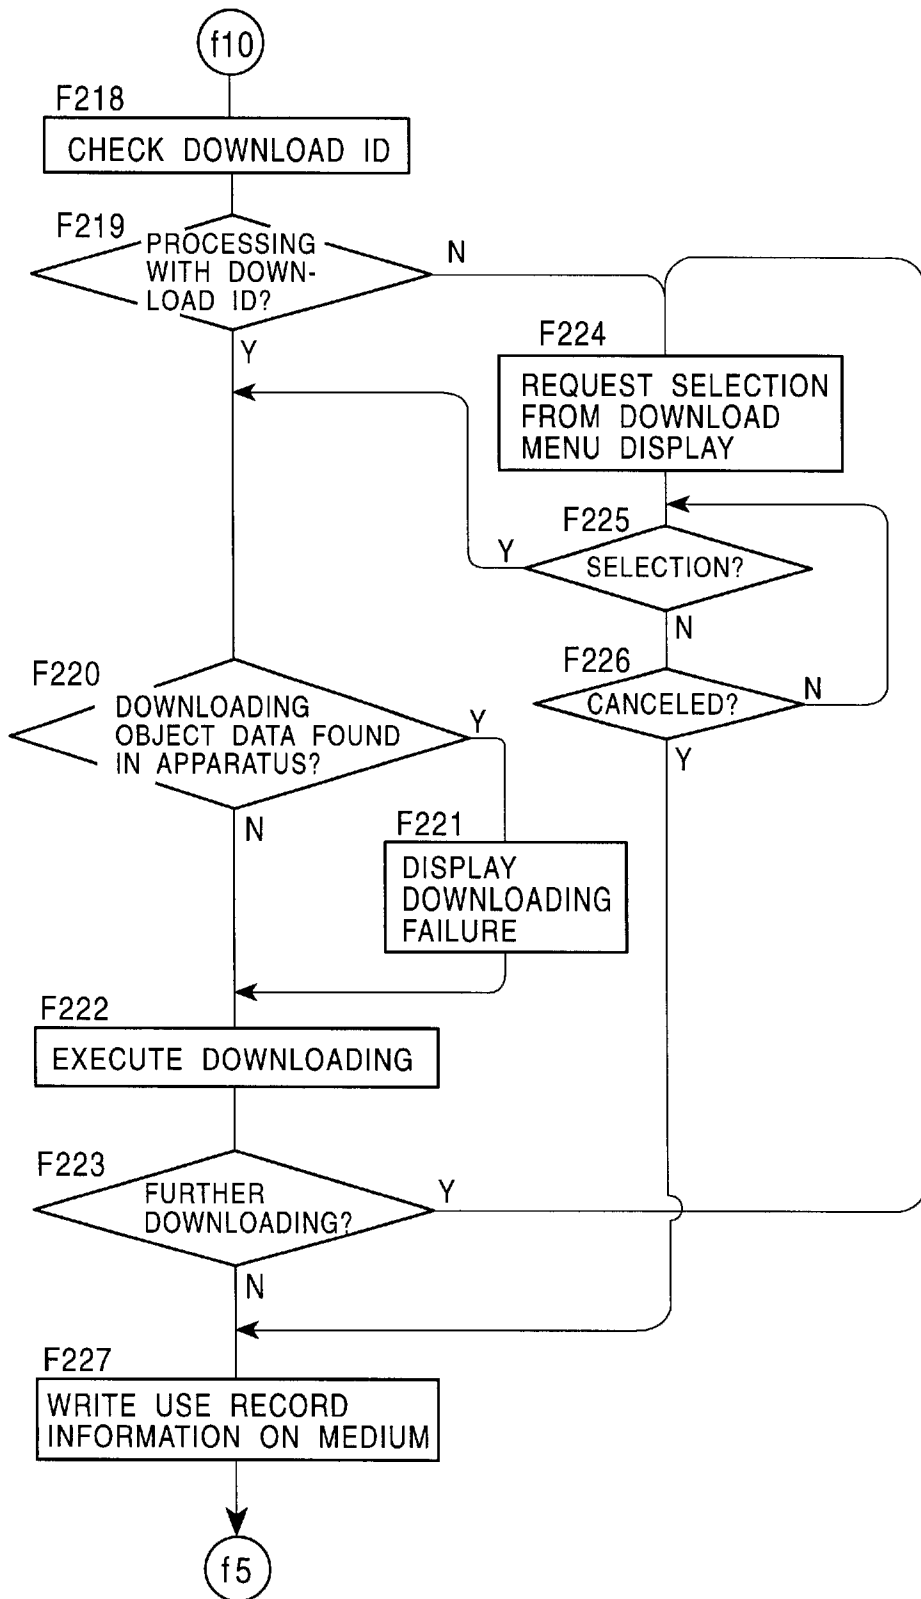 f10
F218
CHECK DOWNLOAD ID
F219
PROCESSING
WITH DOWN-
LOAD ID?
N
Y
F224
REQUEST SELECTION
FROM DOWNLOAD
MENU DISPLAY
F225
Y
SELECTION?
N
F226
CANCELED?
N
Y
F220
DOWNLOADING
OBJECT DATA FOUND
IN APPARATUS?
Y
N
F221
DISPLAY
DOWNLOADING
FAILURE
F222
EXECUTE DOWNLOADING
F223
FURTHER
DOWNLOADING?
Y
N
F227
WRITE USE RECORD
INFORMATION ON MEDIUM
f5